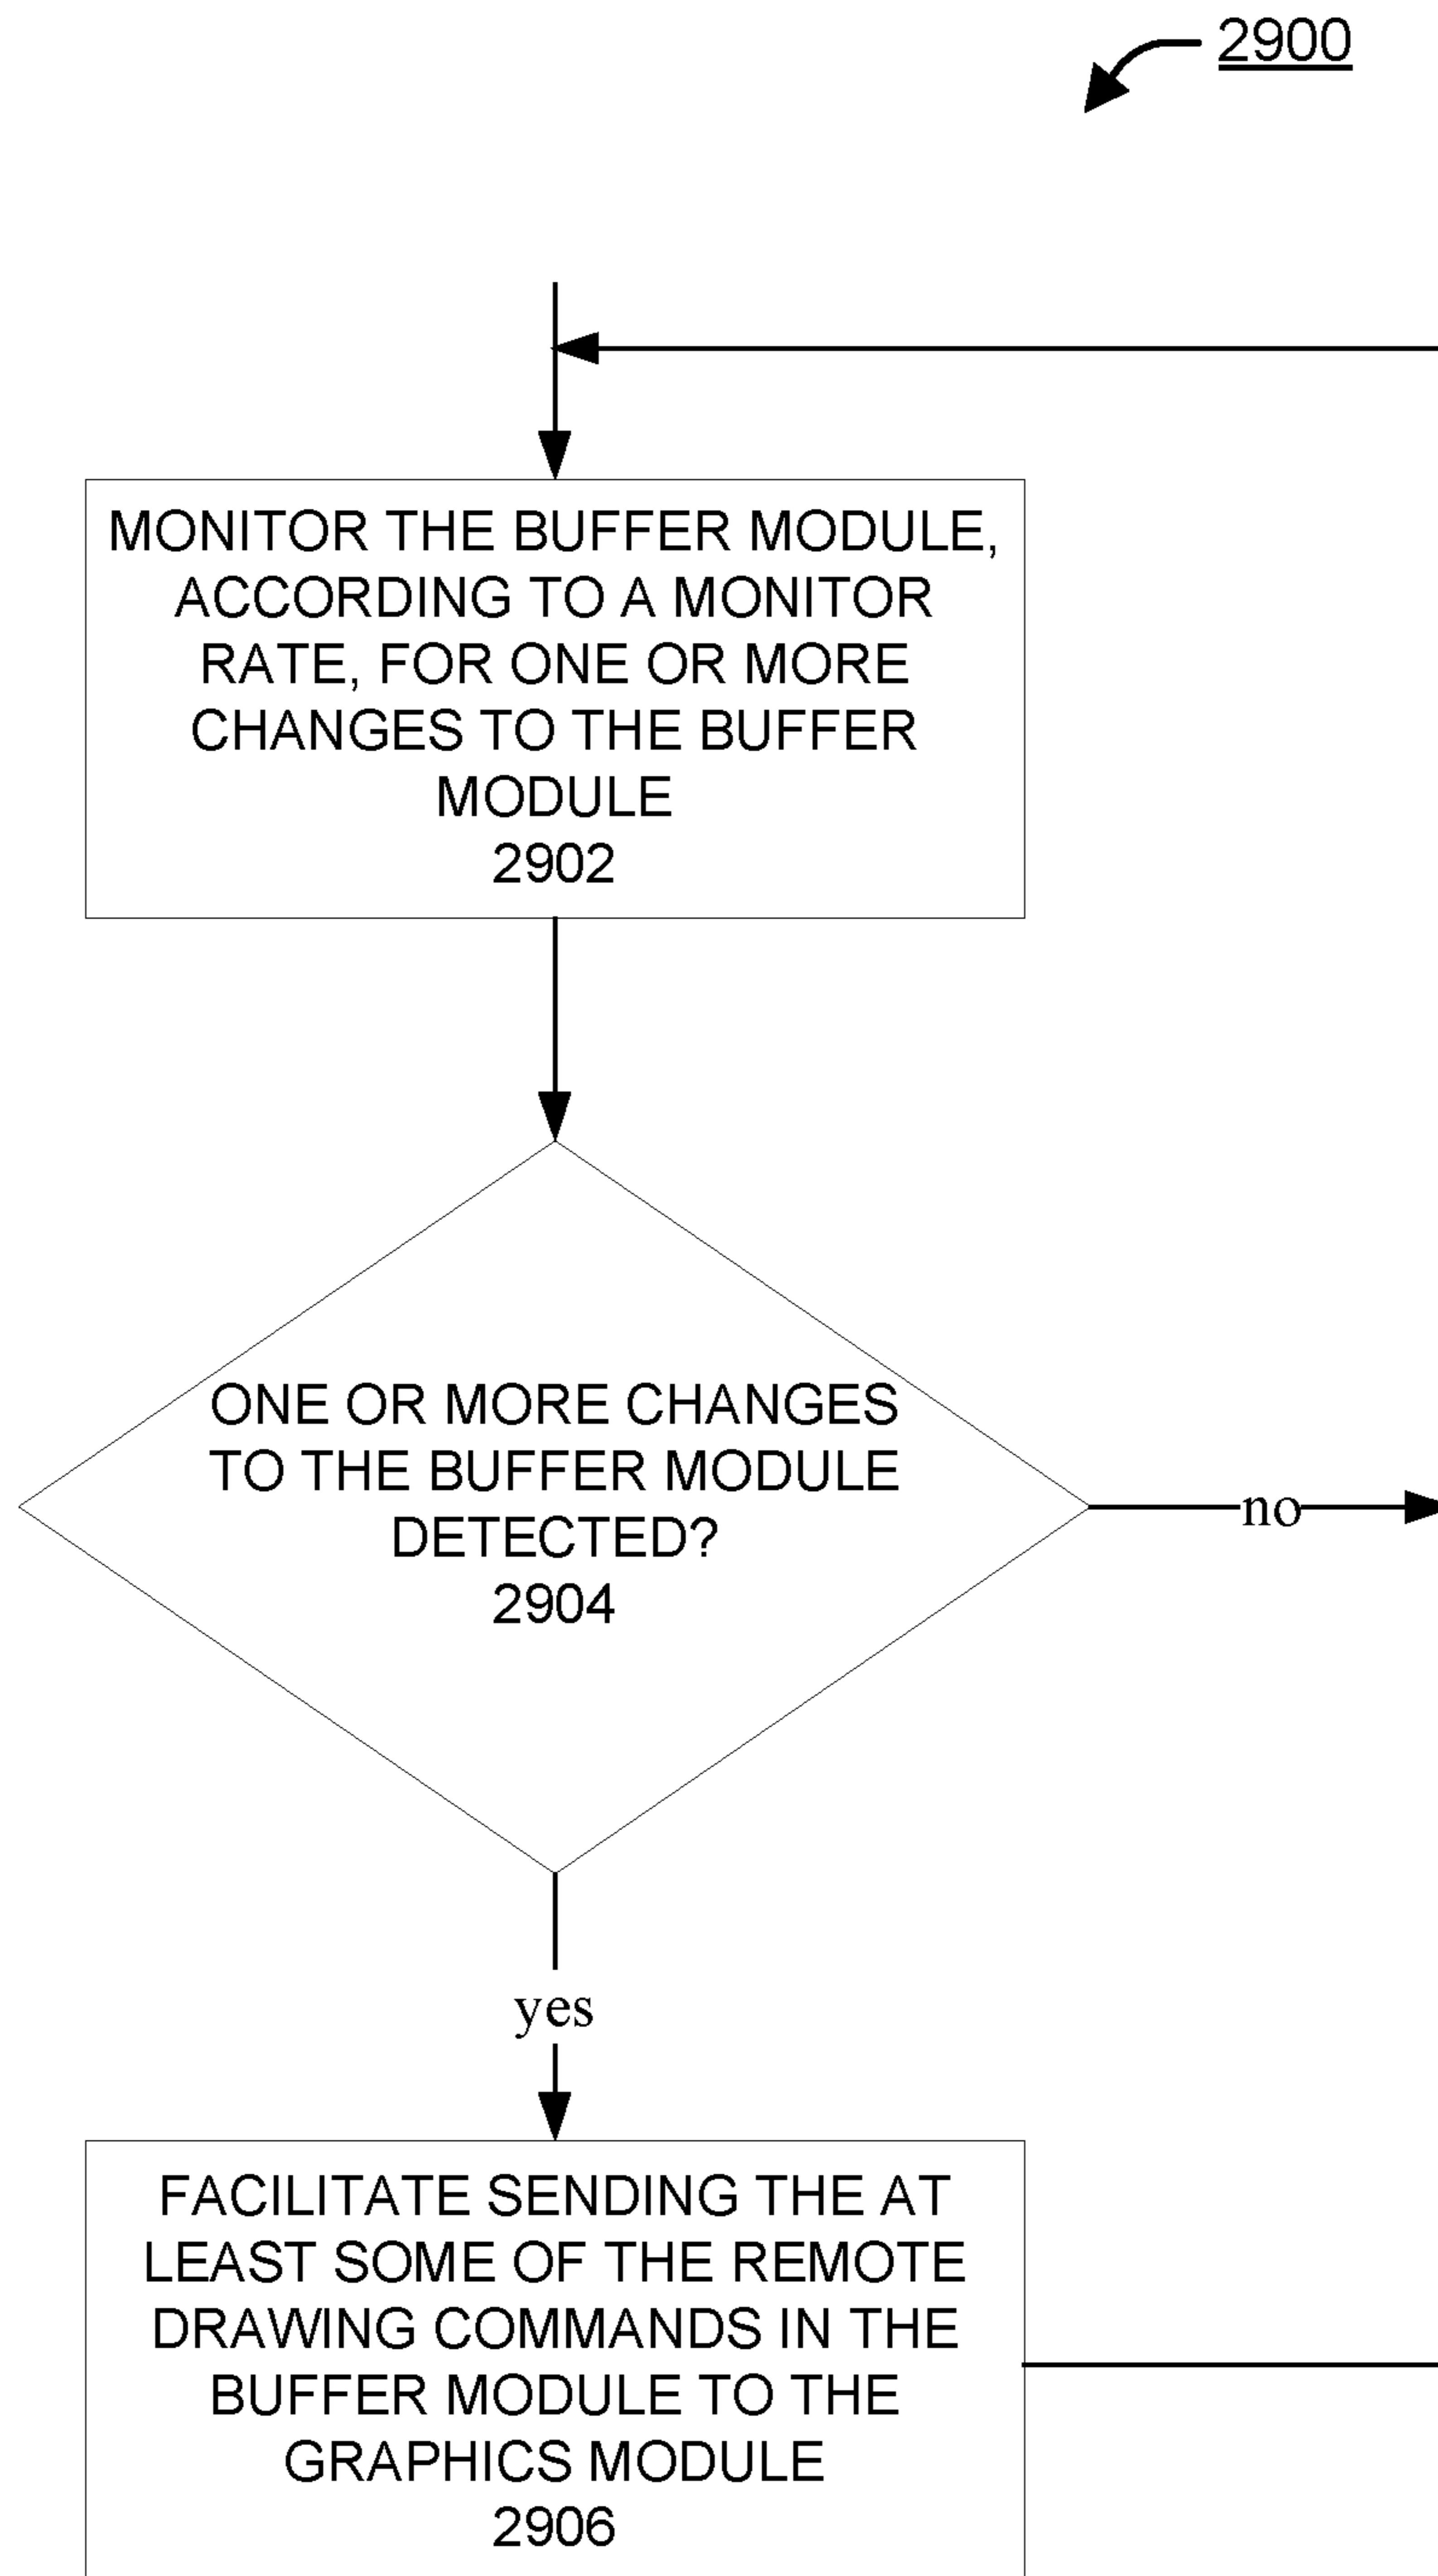 2900
MONITOR THE BUFFER MODULE,
ACCORDING TO A MONITOR
RATE, FOR ONE OR MORE
CHANGES TO THE BUFFER
MODULE
2902
ONE OR MORE CHANGES
TO THE BUFFER MODULE
DETECTED?
2904
no
yes
FACILITATE SENDING THE AT
LEAST SOME OF THE REMOTE
DRAWING COMMANDS IN THE
BUFFER MODULE TO THE
GRAPHICS MODULE
2906